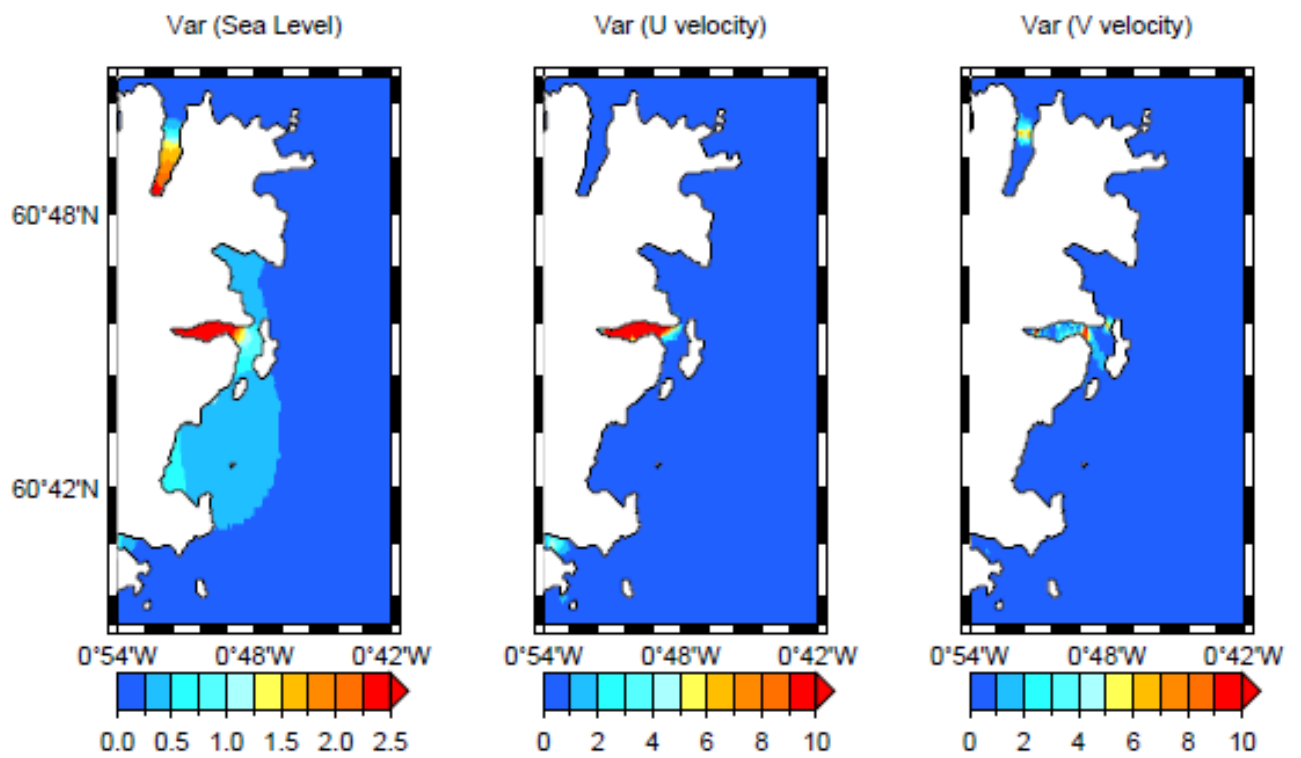 Var (Sea Level) Var (U velocity) Var (V velocity)
60°48'N
60°42'N
0°54'W 0°48'W 0°42'W 0°54'W 0°48'W 0°42'W 0°54'W 0°48'W 0°42'W
0.0 0.5 1.0 1.5 2.0 2.5 0 2 4 6 8 10 0 2 4 6 8 10